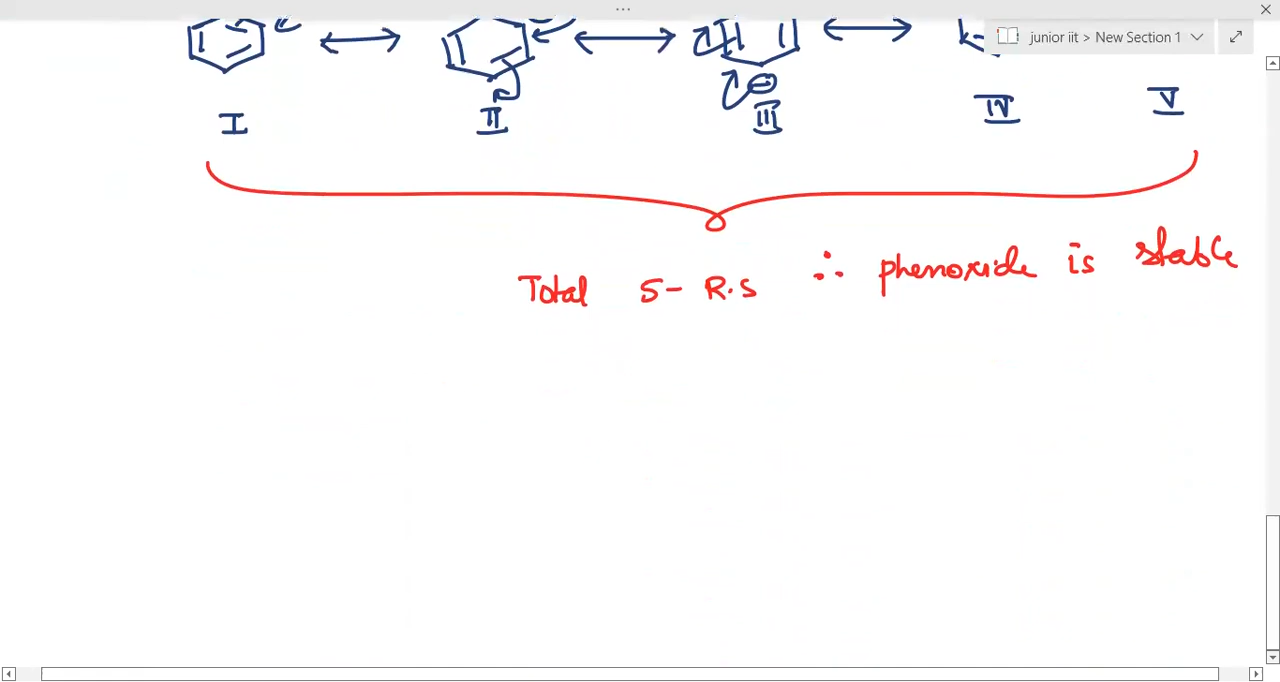 junior iit > New Section 1
I II III IV V
Total 5- R.S ∴ phenoxide is stable